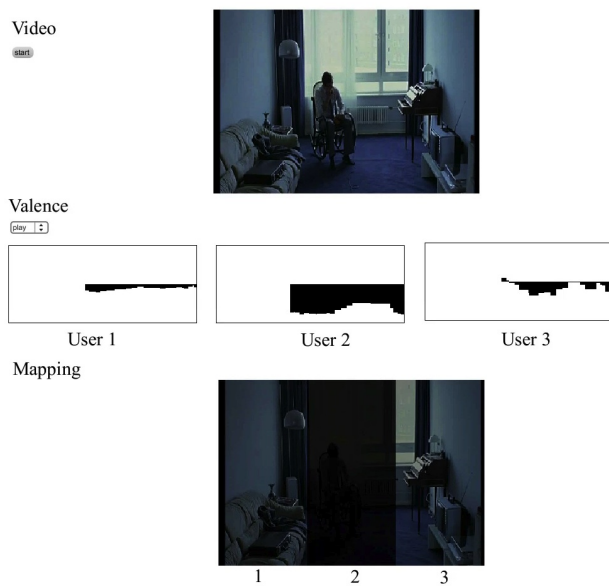 Video
start
Valence
play
User 1
User 2
User 3
Mapping
1
2
3